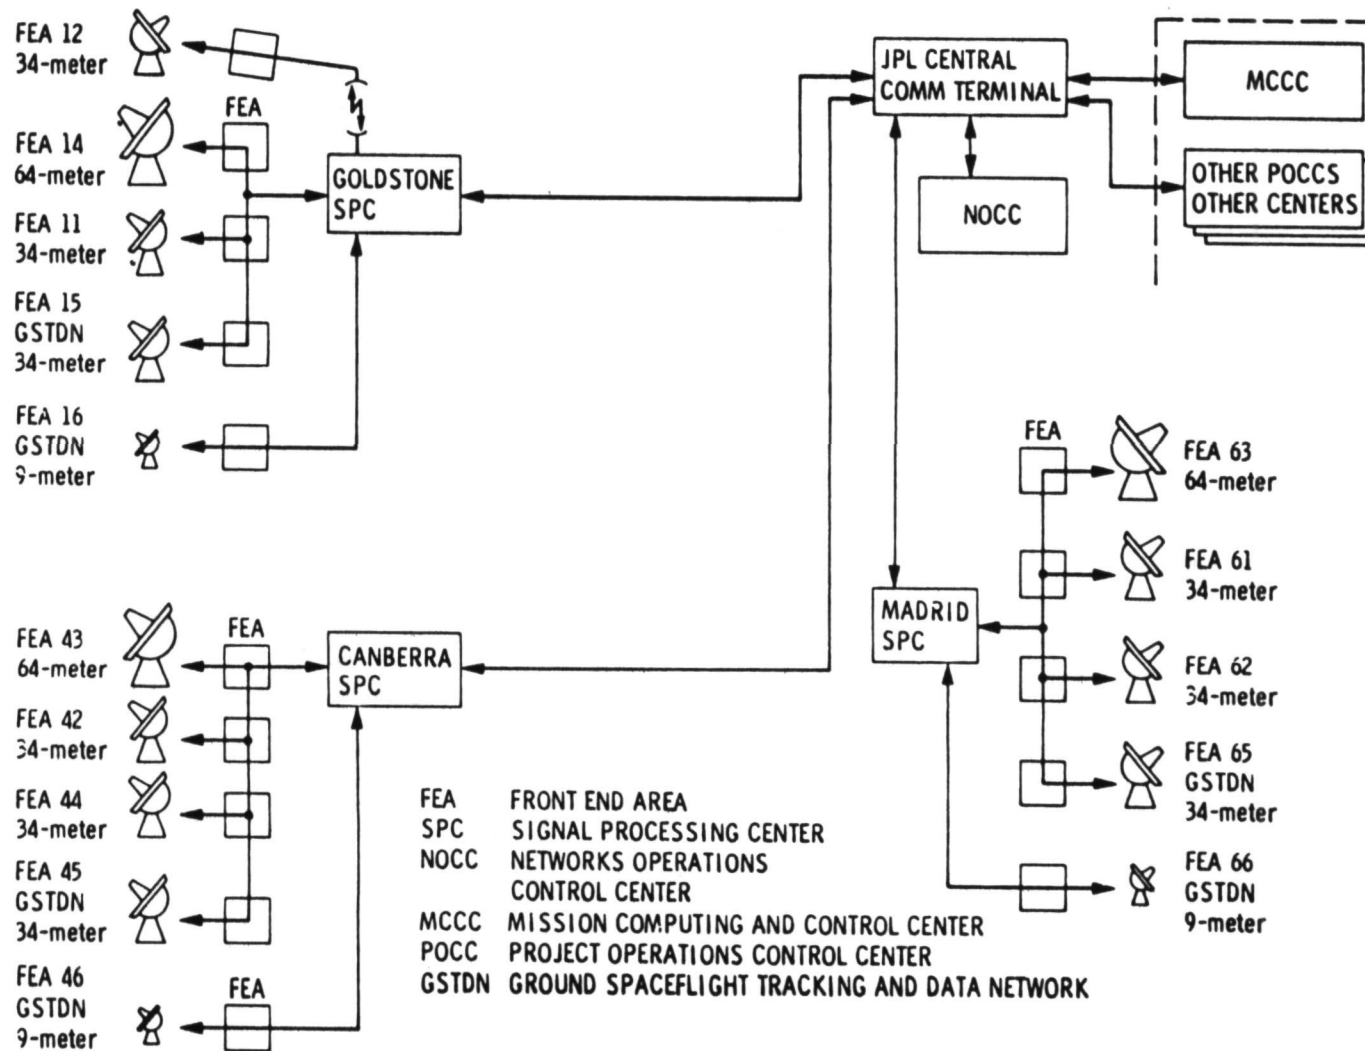 FEA 12
34-meter
FEA
FEA 14
64-meter
FEA 11
34-meter
FEA 15
GSTDN
34-meter
FEA 16
GSTDN
9-meter
GOLDSTONE
SPC
JPL CENTRAL
COMM TERMINAL
MCCC
NOCC
OTHER POCCS
OTHER CENTERS
FEA
FEA 63
64-meter
FEA 61
34-meter
MADRID
SPC
FEA 62
34-meter
FEA 65
GSTDN
34-meter
FEA 66
GSTDN
9-meter
FEA
FEA 43
64-meter
CANBERRA
SPC
FEA 42
34-meter
FEA 44
34-meter
FEA 45
GSTDN
34-meter
FEA 46
GSTDN
9-meter
FEA
FEA FRONT END AREA
SPC SIGNAL PROCESSING CENTER
NOCC NETWORKS OPERATIONS
CONTROL CENTER
MCCC MISSION COMPUTING AND CONTROL CENTER
POCC PROJECT OPERATIONS CONTROL CENTER
GSTDN GROUND SPACEFLIGHT TRACKING AND DATA NETWORK